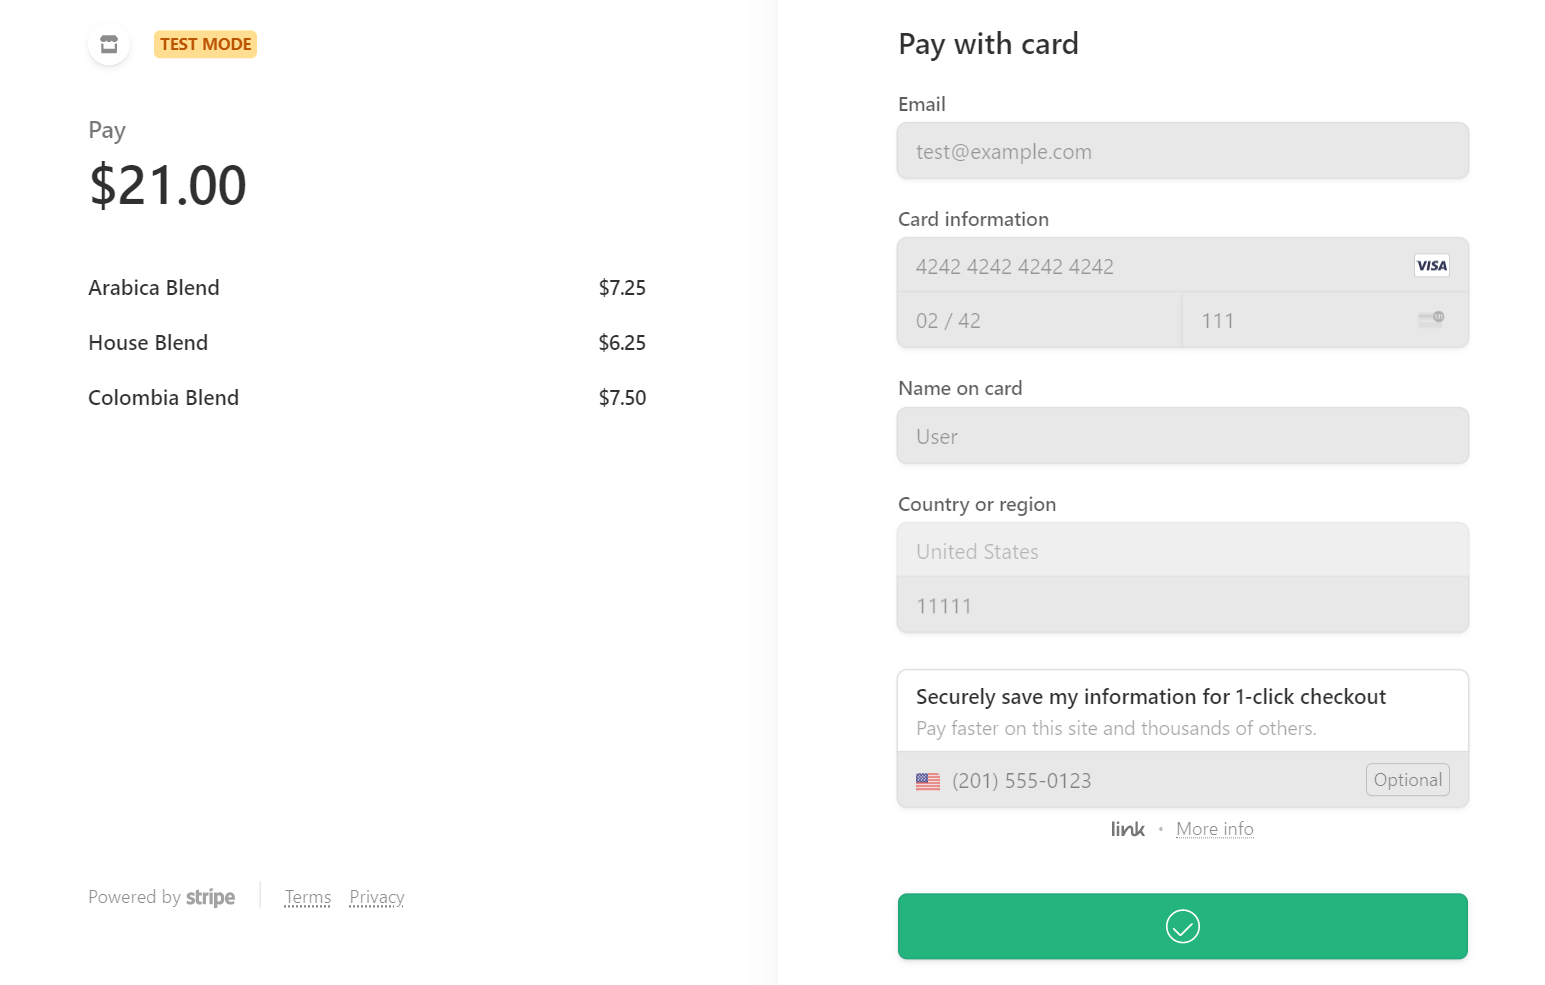 TEST MODE
Pay
$21.00
Arabica Blend $7.25
House Blend $6.25
Colombia Blend $7.50
Powered by stripe Terms Privacy
Pay with card
Email
test@example.com
Card information
4242 4242 4242 4242 VISA
02 / 42 111
Name on card
User
Country or region
United States
11111
Securely save my information for 1-click checkout
Pay faster on this site and thousands of others.
(201) 555-0123 Optional
link • More info